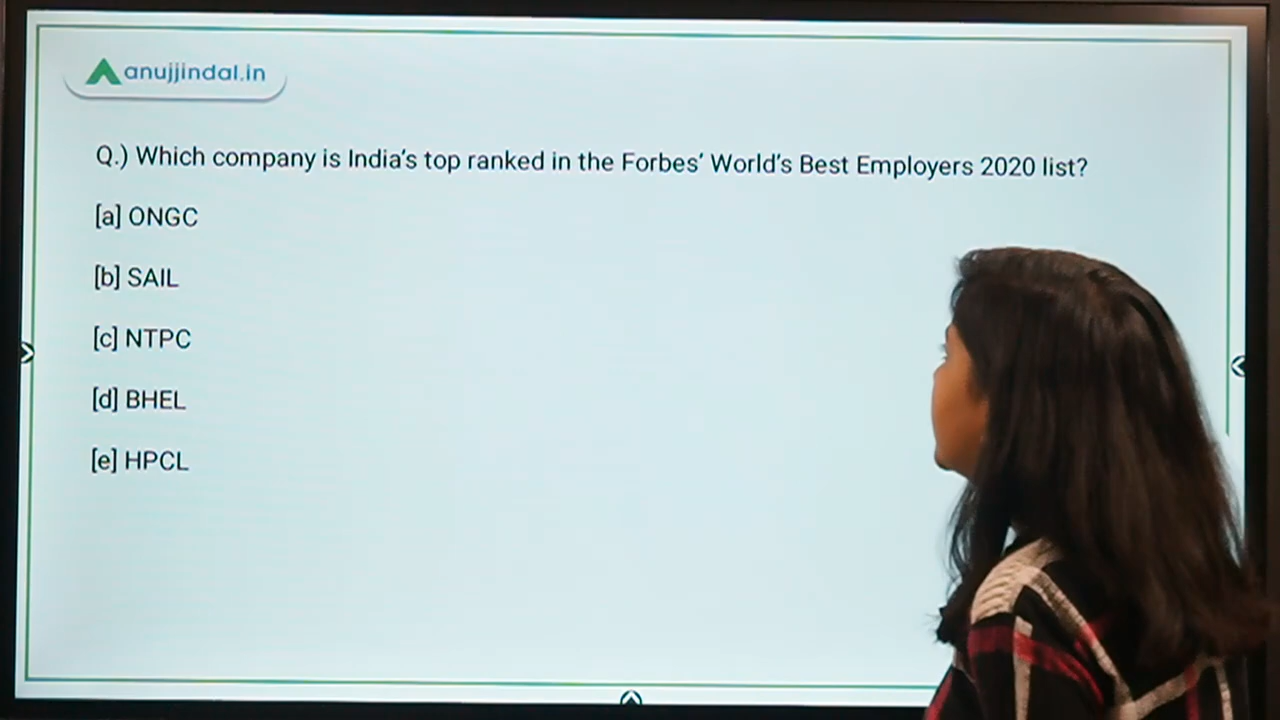 anujjindal.in
Q.) Which company is India's top ranked in the Forbes' World's Best Employers 2020 list?
[a] ONGC
[b] SAIL
[c] NTPC
[d] BHEL
[e] HPCL